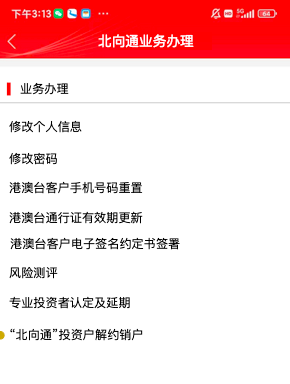 下午3:13
5G
64
北向通业务办理
业务办理
修改个人信息
修改密码
港澳台客户手机号码重置
港澳台通行证有效期更新
港澳台客户电子签名约定书签署
风险测评
专业投资者认定及延期
“北向通”投资户解约销户